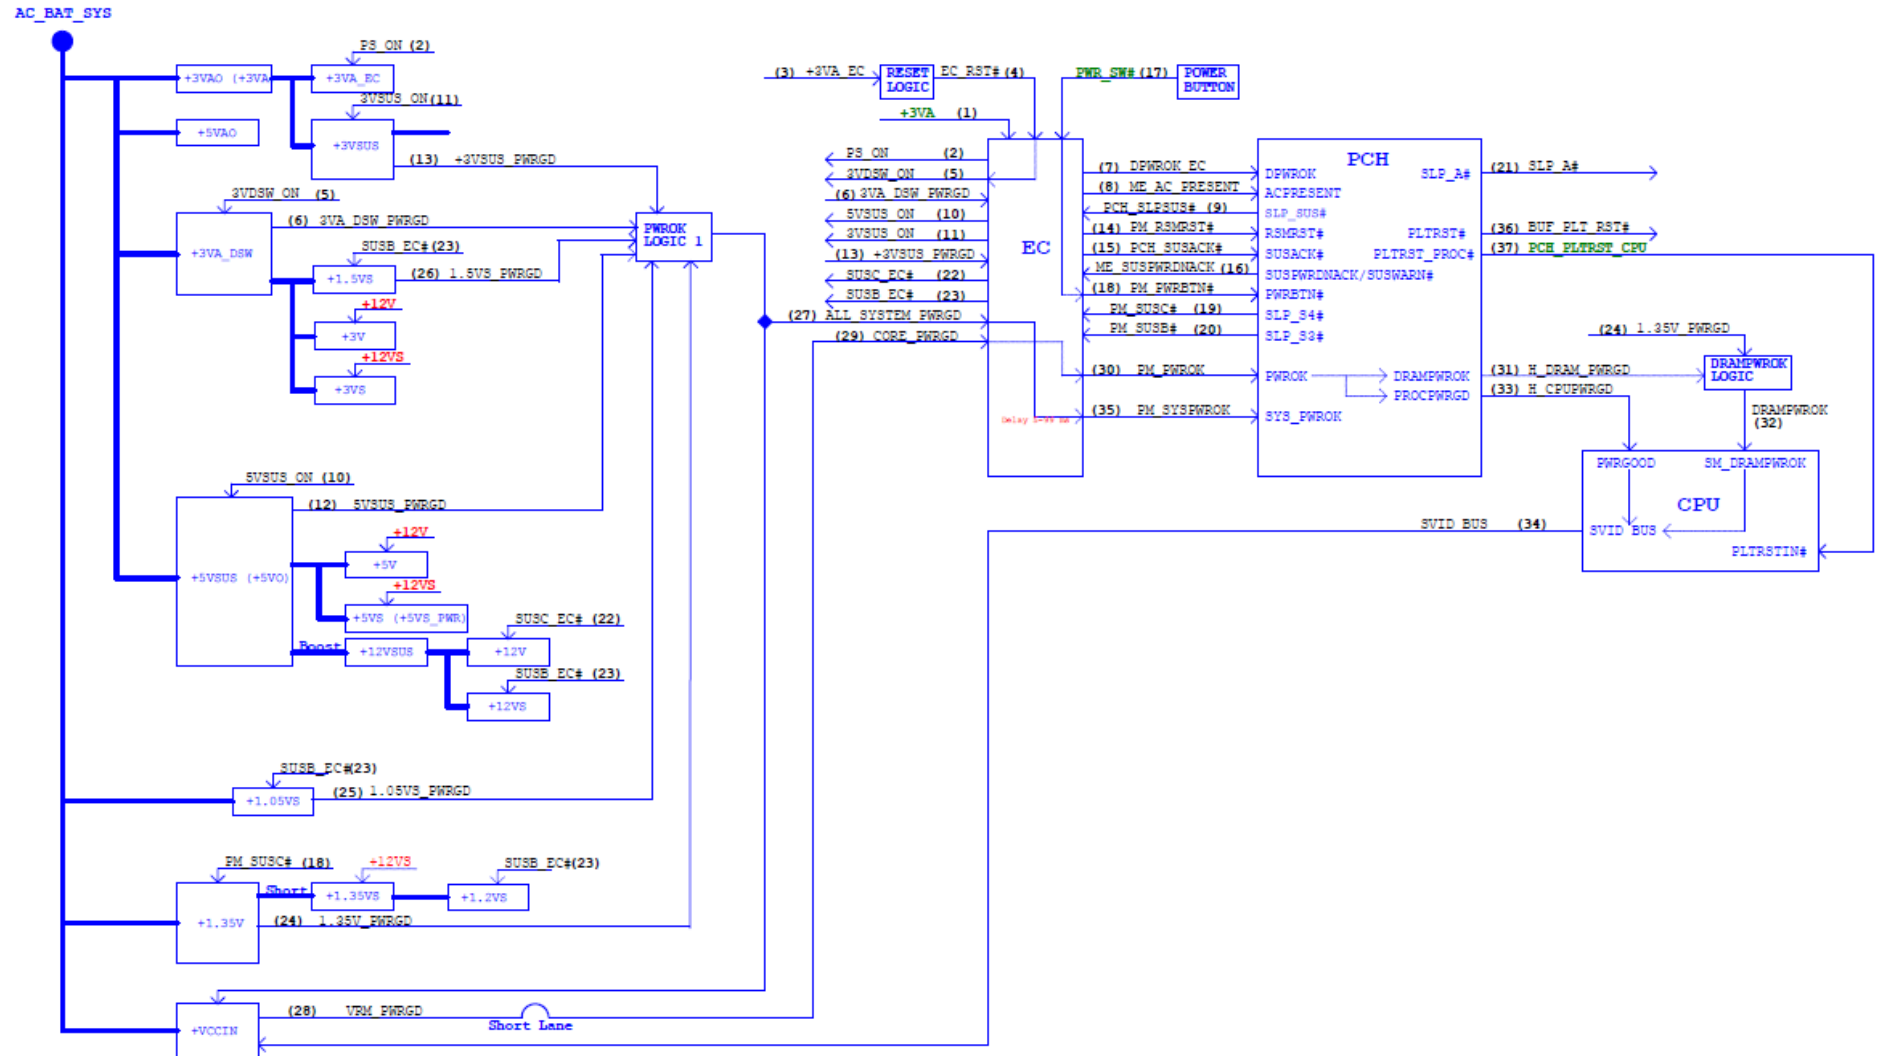 AC_BAT_SYS
PS_ON (2)
+3VAO (+3VA
+3VA_EC
3VSUS_ON(11)
+5VAO
+3VSUS
(13) +3VSUS_PWRGD
3VDSW_ON (5)
(6) 3VA_DSW_PWRGD
+3VA_DSW
SUSB_EC#(23)
+1.5VS
(26) 1.5VS_PWRGD
+12V
+3V
+12VS
+3VS
PWROK
LOGIC 1
5VSUS_ON (10)
(12) 5VSUS_PWRGD
+5VSUS (+5VO)
+12V
+5V
+12VS
+5VS (+5VS_PWR)
Boost
+12VSUS
SUSC_EC# (22)
+12V
SUSB_EC# (23)
+12VS
SUSB_EC#(23)
+1.05VS
(25) 1.05VS_PWRGD
PM_SUSC# (18)
+12VS
SUSB_EC#(23)
Short
+1.35VS
+1.2VS
+1.35V
(24) 1.35V_PWRGD
+VCCIN
(28) VRM_PWRGD
Short Lane
(3) +3VA_EC
RESET
LOGIC
EC_RST# (4)
+3VA (1)
PWR_SW# (17)
POWER
BUTTON
PS_ON (2)
3VDSW_ON (5)
(6) 3VA_DSW_PWRGD
5VSUS_ON (10)
3VSUS_ON (11)
(13) +3VSUS_PWRGD
SUSC_EC# (22)
SUSB_EC# (23)
(27) ALL_SYSTEM_PWRGD
(29) CORE_PWRGD
EC
(7) DPWROK_EC
(8) ME_AC_PRESENT
PCH_SLPSUS# (9)
(14) PM_RSMRST#
(15) PCH_SUSACK#
ME_SUSPWRDNACK (16)
(18) PM_PWRBTN#
PM_SUSC# (19)
PM_SUSB# (20)
(30) PM_PWROK
(35) PM_SYSPWROK
PCH
DPWROK
ACPRESENT
SLP_SUS#
RSMRST#
SUSACK#
SUSPWRDNACK/SUSWARN#
PWRBTN#
SLP_S4#
SLP_S3#
PWROK
SYS_PWROK
SLP_A#
PLTRST#
PLTRST_PROC#
DRAMPWROK
PROCPWRGD
(21) SLP_A#
(36) BUF_PLT_RST#
(37) PCH_PLTRST_CPU
(24) 1.35V_PWRGD
DRAMPWROK
LOGIC
(31) H_DRAM_PWRGD
(33) H_CPUPWRGD
DRAMPWROK
(32)
PWRGOOD
SM_DRAMPWROK
CPU
SVID_BUS
PLTRSTIN#
SVID_BUS (34)
Delay